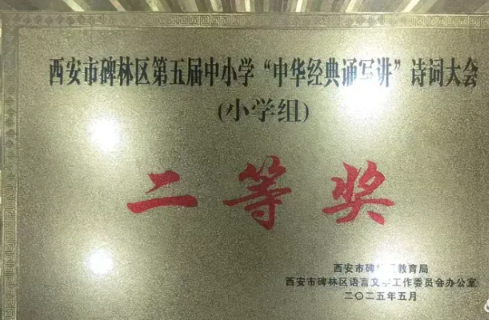 西安市碑林区第五届中小学“中华经典诵写讲”诗词大会
(小学组)
二等奖
西安市碑林区教育局
西安市碑林区语言文字工作委员会办公室
二〇二五年五月